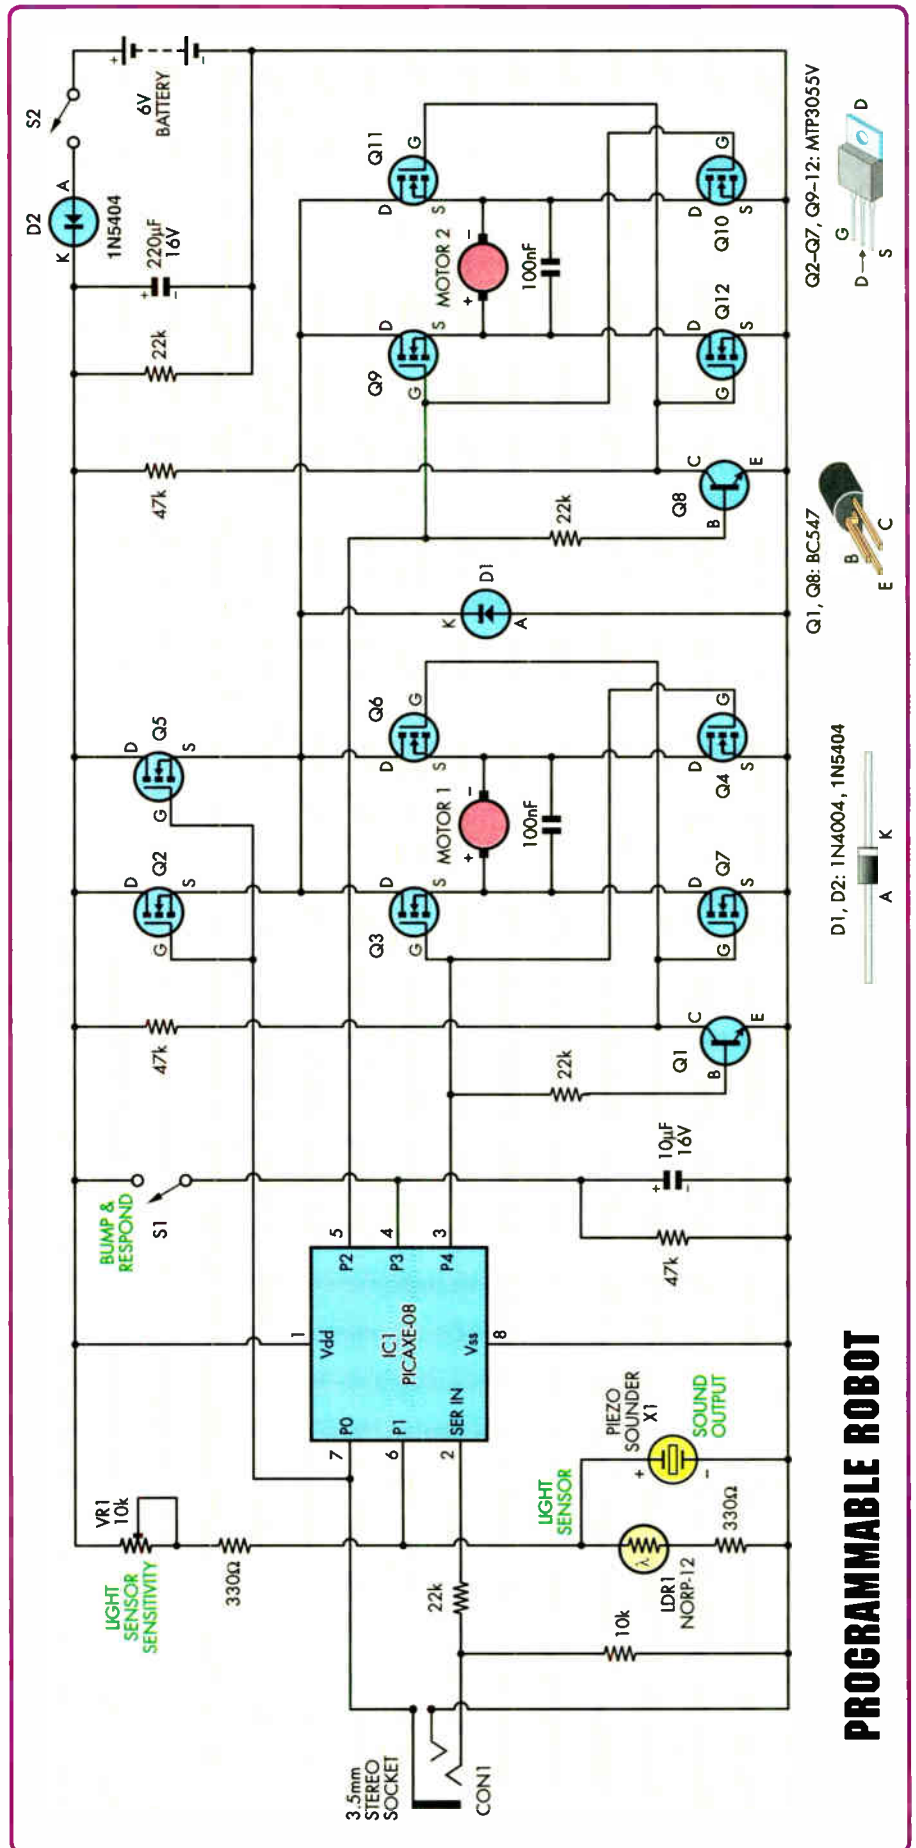 LIGHT
SENSOR
SENSITIVITY
VR1
10k
330Ω
3.5mm
STEREO
SOCKET
CON1
22k
10k
7
P0
6
P1
2
SER IN
1
Vdd
IC1
PICAXE-08
Vss
8
P2
5
P3
4
P4
3
LIGHT
SENSOR
λ
LDR1
NORP-12
330Ω
PIEZO
SOUNDER
X1
+
−
SOUND
OUTPUT
BUMP &
RESPOND
S1
47k
10µF
16V
+
−
47k
22k
Q1
B
C
E
Q2
D
G
S
Q5
D
G
S
Q3
D
G
S
Q6
D
G
S
MOTOR 1
+
−
100nF
Q7
D
G
S
Q4
D
G
S
K
D1
A
47k
22k
Q8
B
C
E
22k
220µF
16V
+
−
D2
K
A
1N5404
S2
+
−
6V
BATTERY
Q9
D
G
S
Q11
D
G
S
MOTOR 2
+
−
100nF
Q12
D
G
S
Q10
D
G
S
PROGRAMMABLE ROBOT
D1, D2: 1N4004, 1N5404
A
K
Q1, Q8: BC547
B
E
C
Q2–Q7, Q9–12: MTP3055V
G
D
S
D